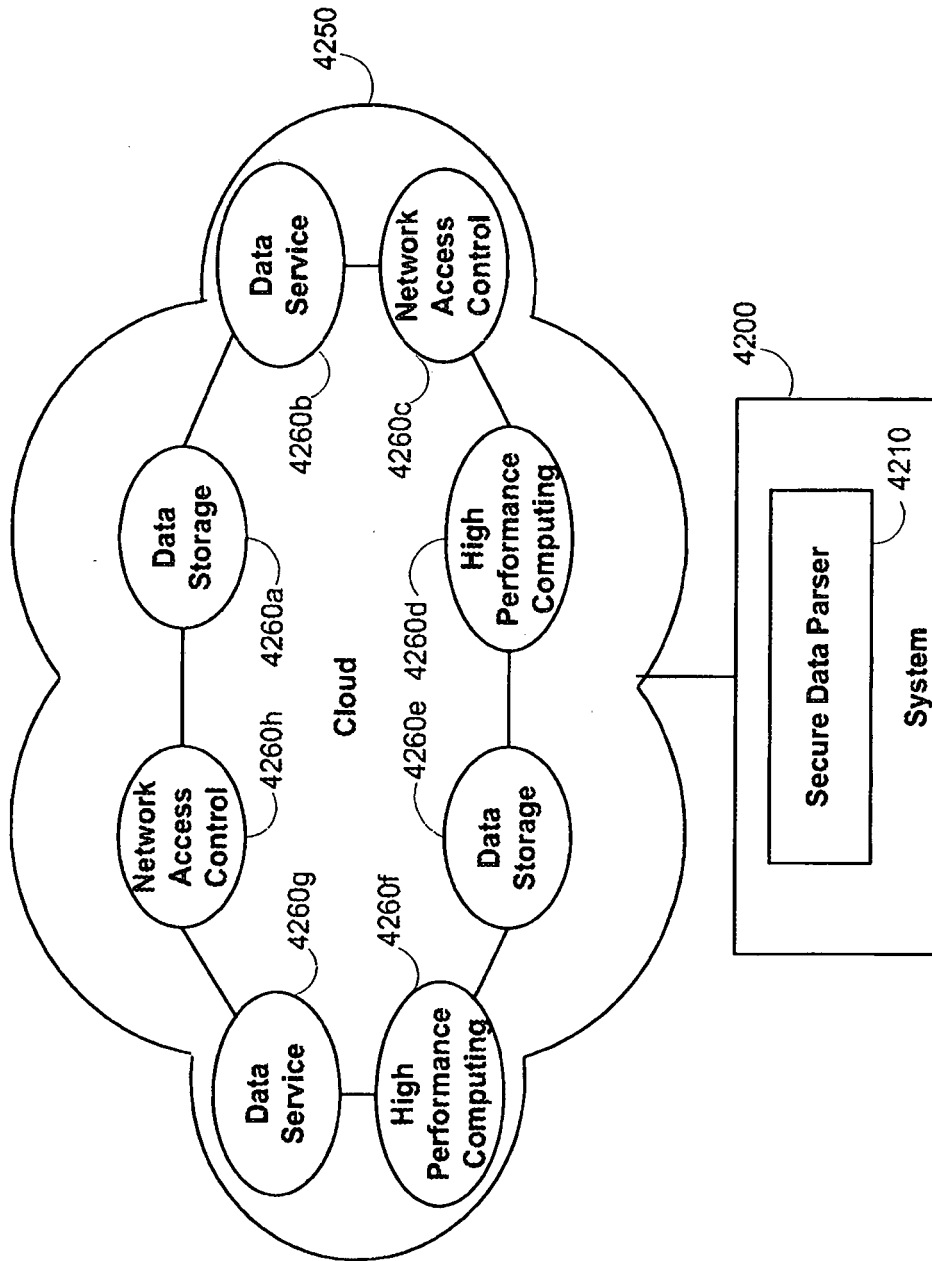 4250
Data
Service
Network
Access
Control
4260b
4260c
Data
Storage
4260a
High
Performance
Computing
4260d
Cloud
4260e
4260h
Network
Access
Control
Data
Storage
4260g
4260f
Data
Service
High
Performance
Computing
4200
4210
Secure Data Parser
System